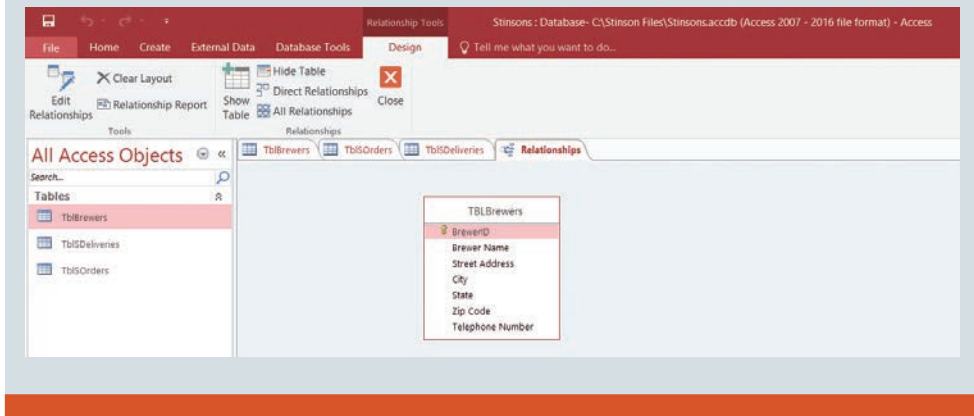 Relationship Tools
Stinsons : Database- C:\Stinson Files\Stinsons.accdb (Access 2007 - 2016 file format) - Access
File Home Create External Data Database Tools Design Tell me what you want to do...
Edit Relationships
Clear Layout
Relationship Report
Tools
Show Table
Hide Table
Direct Relationships
All Relationships
Relationships
Close
All Access Objects
Search...
Tables
TblBrewers
TblSDeliveries
TblSOrders
TblBrewers TblSOrders TblSDeliveries Relationships
TBLBrewers
BrewerID
Brewer Name
Street Address
City
State
Zip Code
Telephone Number